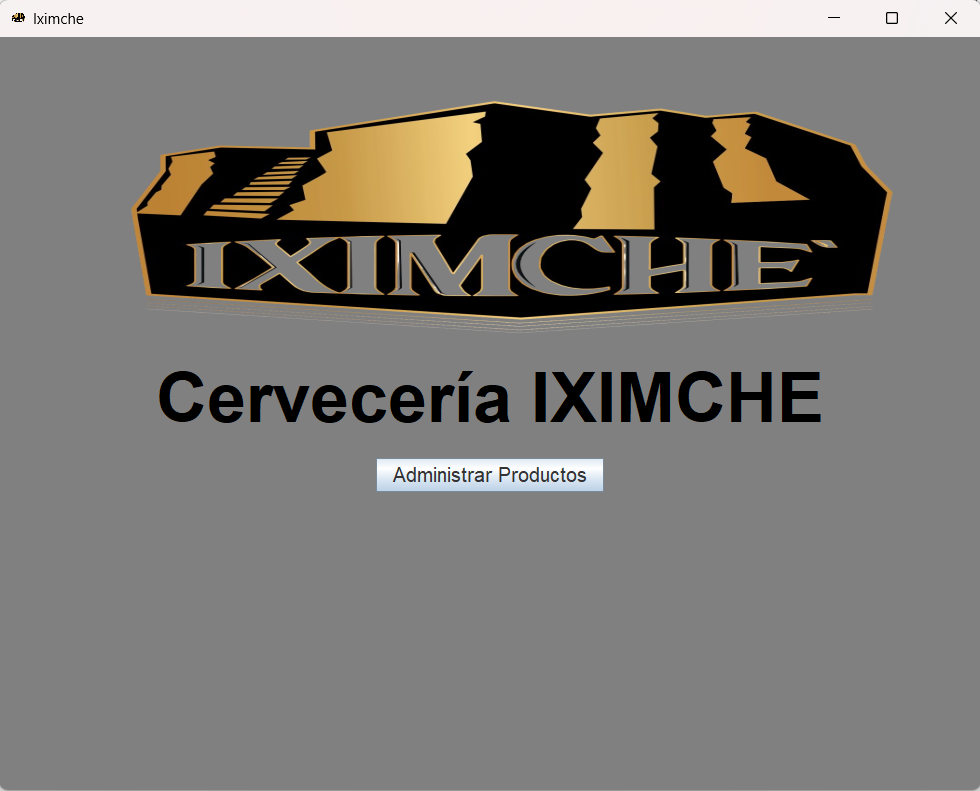 Iximche
IXIMCHE`
Cervecería IXIMCHE
Administrar Productos